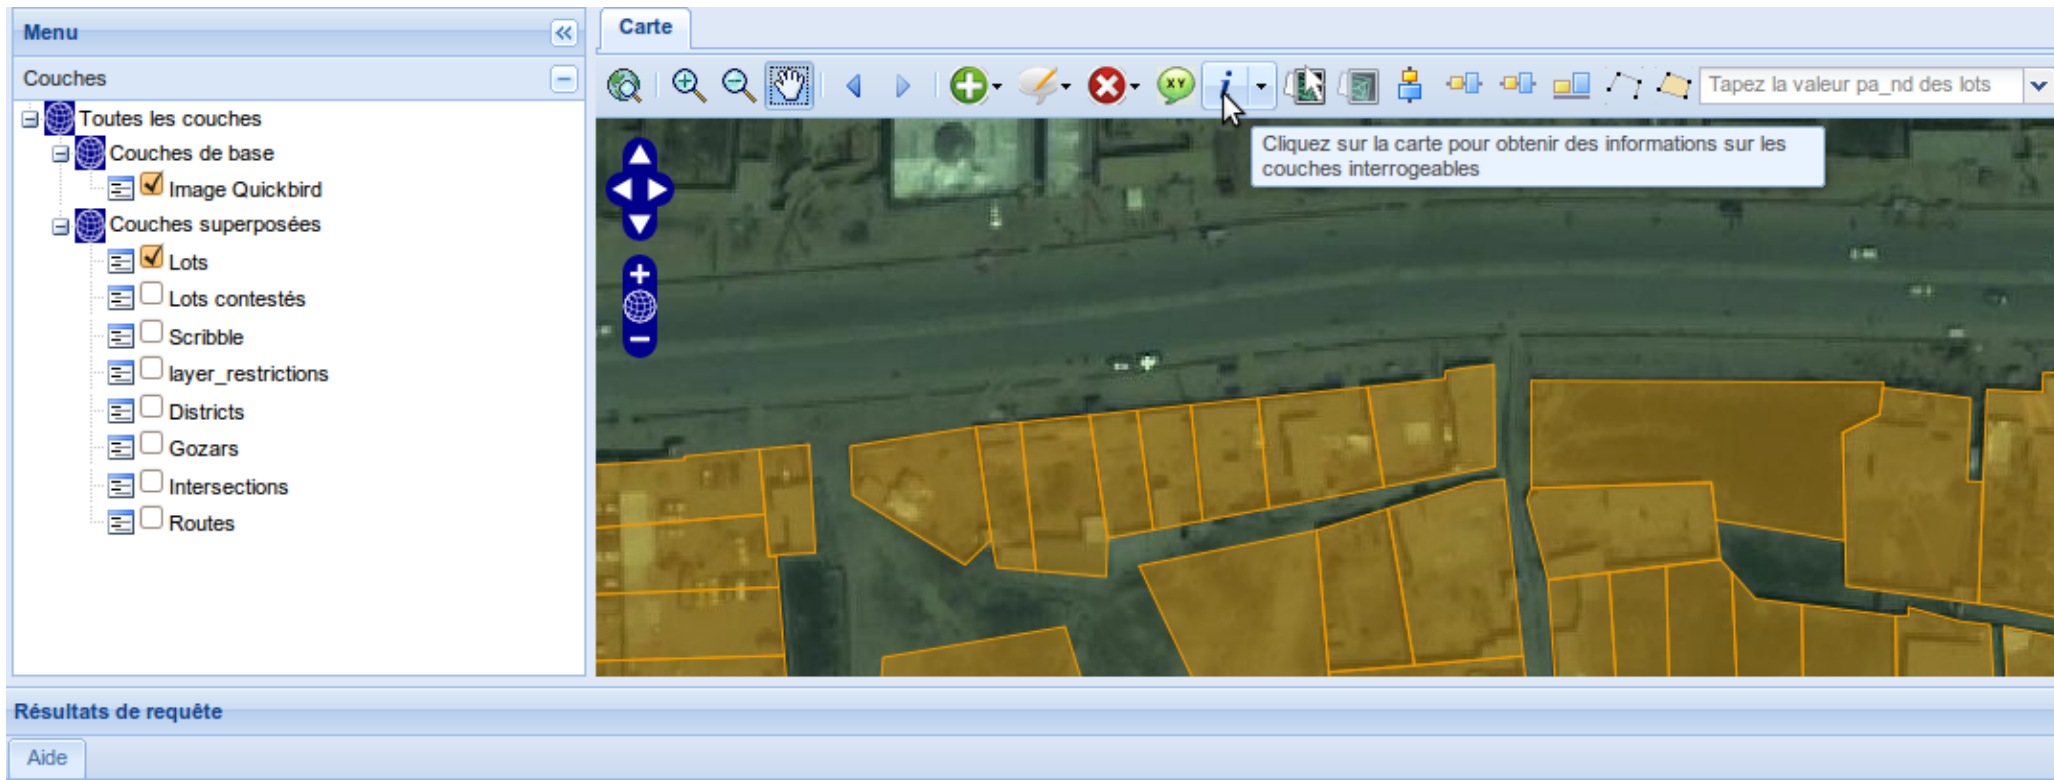 Menu
Carte
Couches
XY
i
Tapez la valeur pa_nd des lots
Toutes les couches
Couches de base
Image Quickbird
Couches superposées
Lots
Lots contestés
Scribble
layer_restrictions
Districts
Gozars
Intersections
Routes
Cliquez sur la carte pour obtenir des informations sur les
couches interrogeables
Résultats de requête
Aide